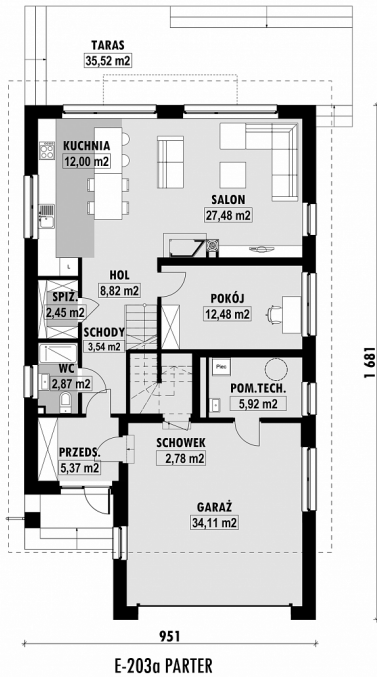 TARAS
35,52 m2
KUCHNIA
12,00 m2
SALON
27,48 m2
L
HOL
8,82 m2
SPIŻ.
2,45 m2
POKÓJ
12,48 m2
SCHODY
3,54 m2
WC
2,87 m2
Piec
POM.TECH.
5,92 m2
PRZEDS.
5,37 m2
SCHOWEK
2,78 m2
GARAŻ
34,11 m2
1 681
951
E-203a PARTER